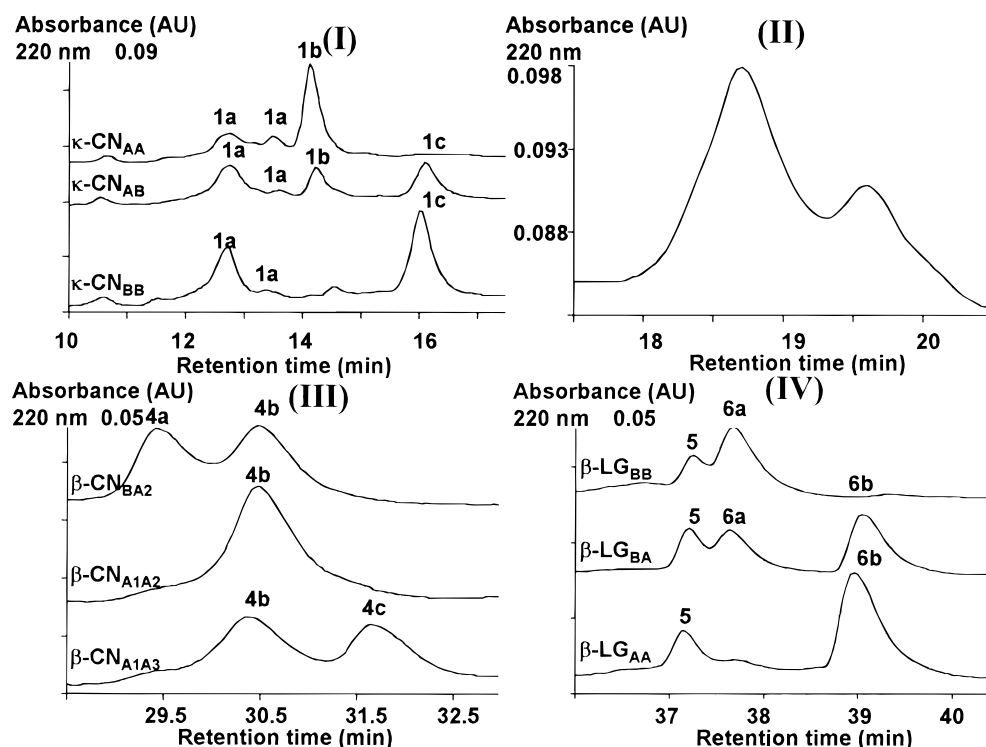 Absorbance (AU)
220 nm 0.09
(I)
1b
1a
1a
1c
κ-CNAA
1a
1a
1b
κ-CNAB
1c
1a
1a
κ-CNBB
10 12 14 16
Retention time (min)
Absorbance (AU)
220 nm
(II)
0.098
0.093
0.088
18 19 20
Retention time (min)
Absorbance (AU)
220 nm 0.054a
(III)
4b
β-CNBA2
4b
β-CNA1A2
4b
4c
β-CNA1A3
29.5 30.5 31.5 32.5
Retention time (min)
Absorbance (AU)
220 nm 0.05
(IV)
6a
5
β-LGBB
6b
5
6a
β-LGBA
6b
5
β-LGAA
37 38 39 40
Retention time (min)